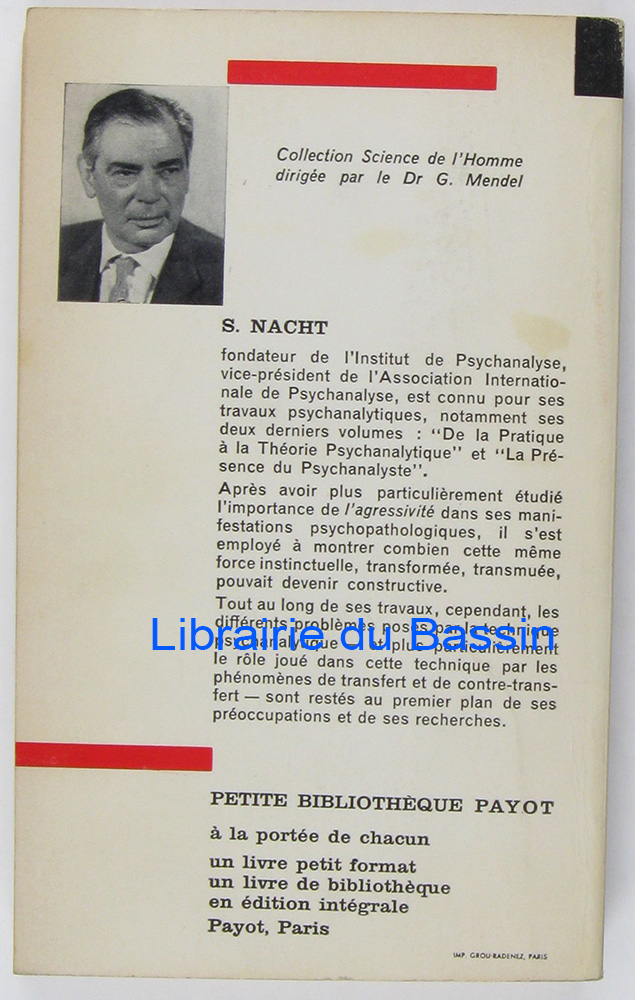 Collection Science de l'Homme
dirigée par le Dr G. Mendel
S. NACHT
fondateur de l'Institut de Psychanalyse,
vice-président de l'Association Internatio-
nale de Psychanalyse, est connu pour ses
travaux psychanalytiques, notamment ses
deux derniers volumes : "De la Pratique
à la Théorie Psychanalytique" et "La Pré-
sence du Psychanalyste".
Après avoir plus particulièrement étudié
l'importance de l'agressivité dans ses mani-
festations psychopathologiques, il s'est
employé à montrer combien cette même
force instinctuelle, transformée, transmuée,
pouvait devenir constructive.
Tout au long de ses travaux, cependant, les
différents problèmes posés par la technique
Librairie du Bassin
psychanalytique et plus particulièrement
le rôle joué dans cette technique par les
phénomènes de transfert et de contre-trans-
fert — sont restés au premier plan de ses
préoccupations et de ses recherches.
PETITE BIBLIOTHÈQUE PAYOT
à la portée de chacun
un livre petit format
un livre de bibliothèque
en édition intégrale
Payot, Paris
IMP. GROU-RADENEZ, PARIS